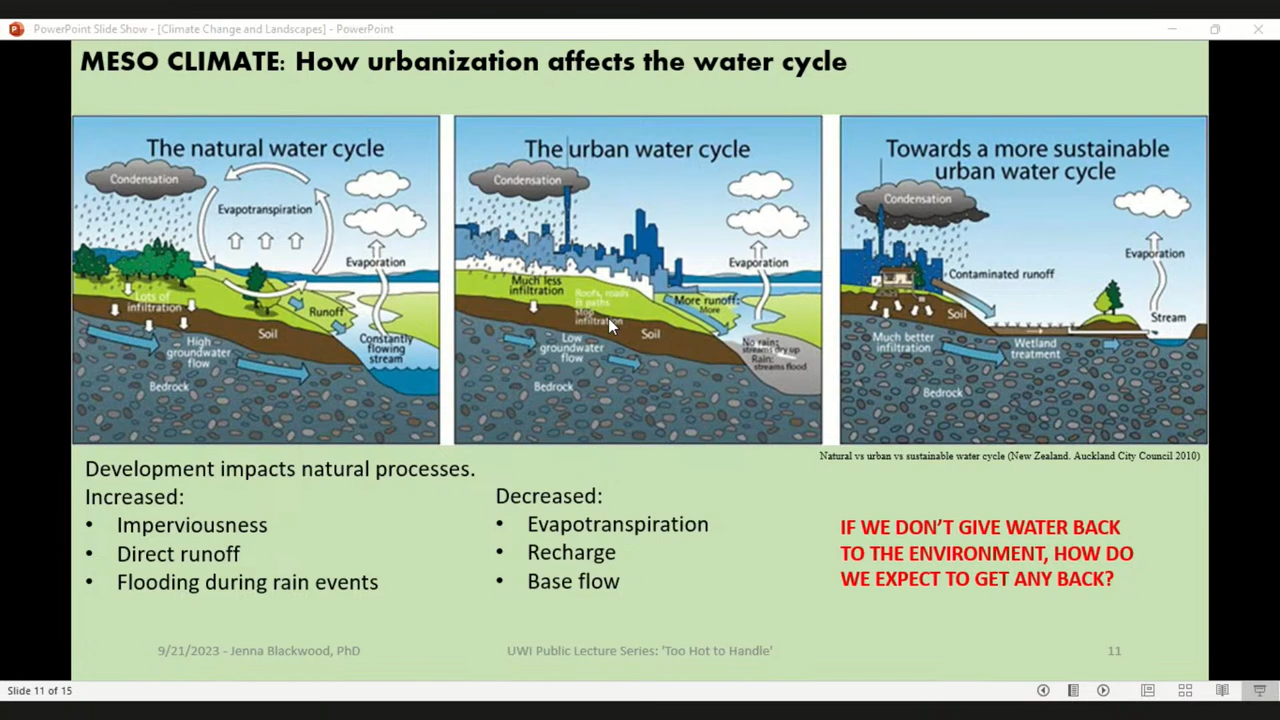 PowerPoint Slide Show - [Climate Change and Landscapes] - PowerPoint
MESO CLIMATE: How urbanization affects the water cycle
The natural water cycle
Condensation
Evapotranspiration
Evaporation
Lots of
infiltration
Runoff
Soil
High
groundwater
flow
Constantly
flowing
stream
Bedrock
The urban water cycle
Condensation
Evaporation
Much less
infiltration
Roofs, roads
& paths
stop
infiltration
More runoff:
More
Soil
Low
groundwater
flow
No rain:
streams dry up
Rain:
streams flood
Bedrock
Towards a more sustainable
urban water cycle
Condensation
Contaminated runoff
Evaporation
Soil
Stream
Much better
infiltration
Wetland
treatment
Bedrock
Natural vs urban vs sustainable water cycle (New Zealand. Auckland City Council 2010)
Development impacts natural processes.
Increased:
• Imperviousness
• Direct runoff
• Flooding during rain events
Decreased:
• Evapotranspiration
• Recharge
• Base flow
IF WE DON'T GIVE WATER BACK
TO THE ENVIRONMENT, HOW DO
WE EXPECT TO GET ANY BACK?
9/21/2023 - Jenna Blackwood, PhD
UWI Public Lecture Series: 'Too Hot to Handle'
11
Slide 11 of 15